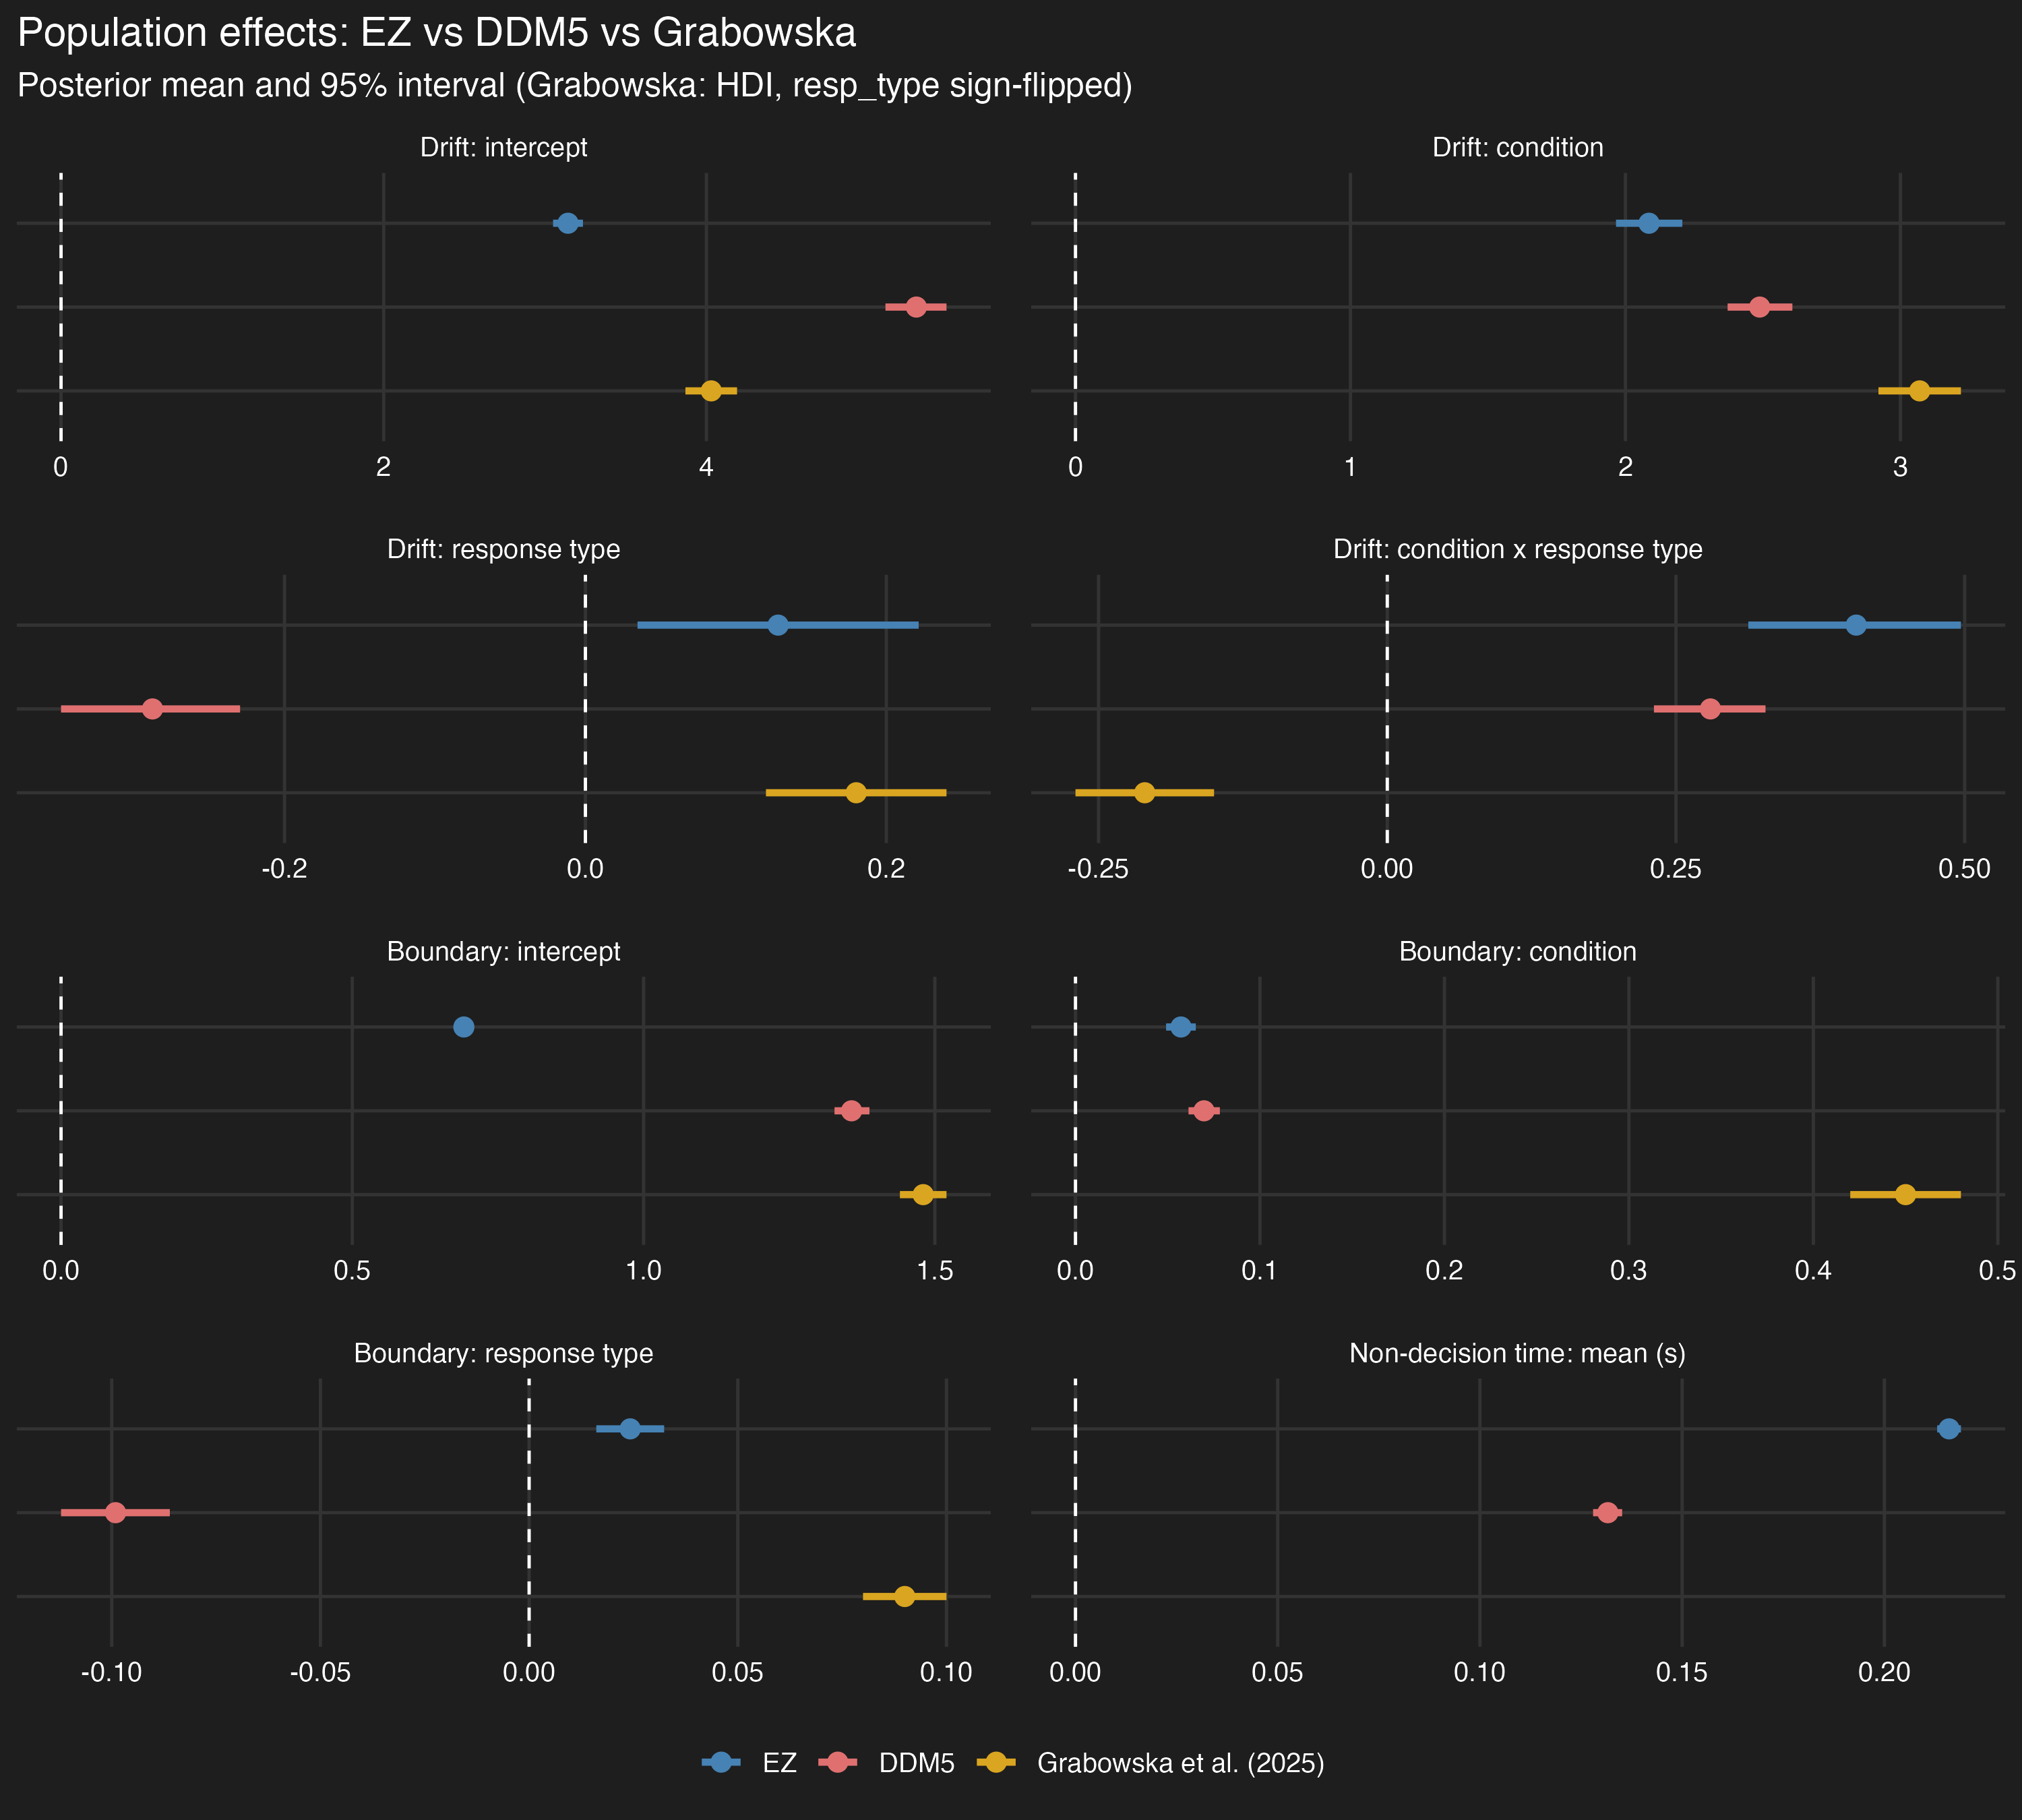 Population effects: EZ vs DDM5 vs Grabowska
Posterior mean and 95% interval (Grabowska: HDI, resp_type sign-flipped)
Drift: intercept
0 2 4
Drift: condition
0 1 2 3
Drift: response type
-0.2 0.0 0.2
Drift: condition x response type
-0.25 0.00 0.25 0.50
Boundary: intercept
0.0 0.5 1.0 1.5
Boundary: condition
0.0 0.1 0.2 0.3 0.4 0.5
Boundary: response type
-0.10 -0.05 0.00 0.05 0.10
Non-decision time: mean (s)
0.00 0.05 0.10 0.15 0.20
EZ DDM5 Grabowska et al. (2025)